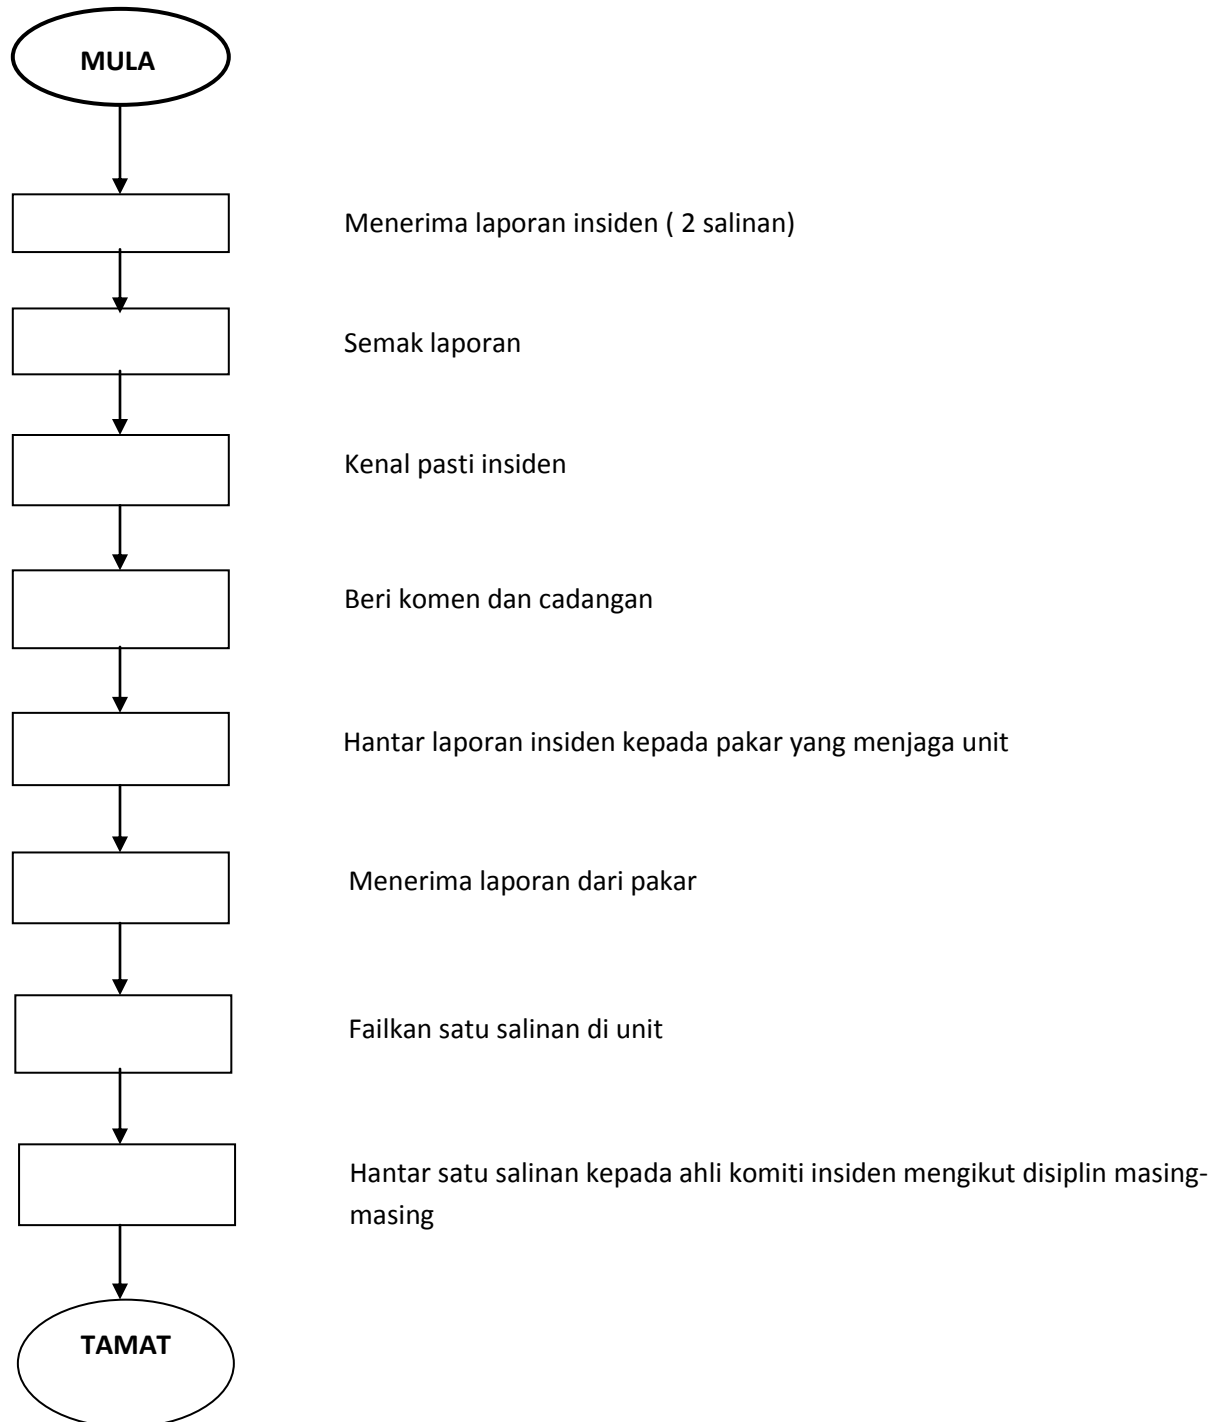 MULA
Menerima laporan insiden ( 2 salinan)
Semak laporan
Kenal pasti insiden
Beri komen dan cadangan
Hantar laporan insiden kepada pakar yang menjaga unit
Menerima laporan dari pakar
Failkan satu salinan di unit
Hantar satu salinan kepada ahli komiti insiden mengikut disiplin masing-
masing
TAMAT